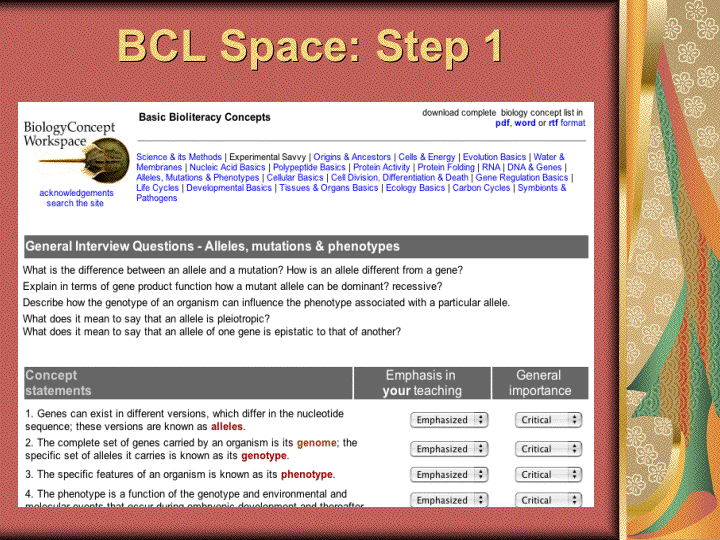 BCL Space: Step 1
BiologyConcept
Workspace
acknowledgements
search the site
Basic Bioliteracy Concepts
download complete biology concept list in
pdf, word or rtf format
Science & its Methods | Experimental Savvy | Origins & Ancestors | Cells & Energy | Evolution Basics | Water &
Membranes | Nucleic Acid Basics | Polypeptide Basics | Protein Activity | Protein Folding | RNA | DNA & Genes |
Alleles, Mutations & Phenotypes | Cellular Basics | Cell Division, Differentiation & Death | Gene Regulation Basics |
Life Cycles | Developmental Basics | Tissues & Organs Basics | Ecology Basics | Carbon Cycles | Symbionts &
Pathogens
General Interview Questions - Alleles, mutations & phenotypes
What is the difference between an allele and a mutation? How is an allele different from a gene?
Explain in terms of gene product function how a mutant allele can be dominant? recessive?
Describe how the genotype of an organism can influence the phenotype associated with a particular allele.
What does it mean to say that an allele is pleiotropic?
What does it mean to say that an allele of one gene is epistatic to that of another?
Concept
statements
Emphasis in
your teaching
General
importance
1. Genes can exist in different versions, which differ in the nucleotide
sequence; these versions are known as alleles.
Emphasized
Critical
2. The complete set of genes carried by an organism is its genome; the
specific set of alleles it carries is known as its genotype.
Emphasized
Critical
3. The specific features of an organism is known as its phenotype.
Emphasized
Critical
4. The phenotype is a function of the genotype and environmental and
molecular events that occur during embryonic development and thereafter
Emphasized
Critical